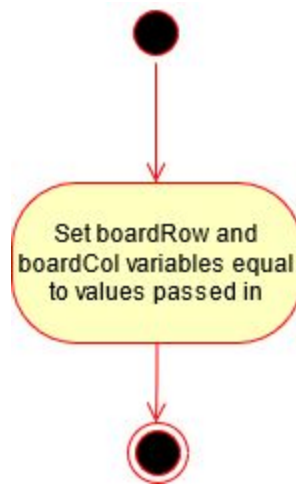 Set boardRow and
boardCol variables equal
to values passed in